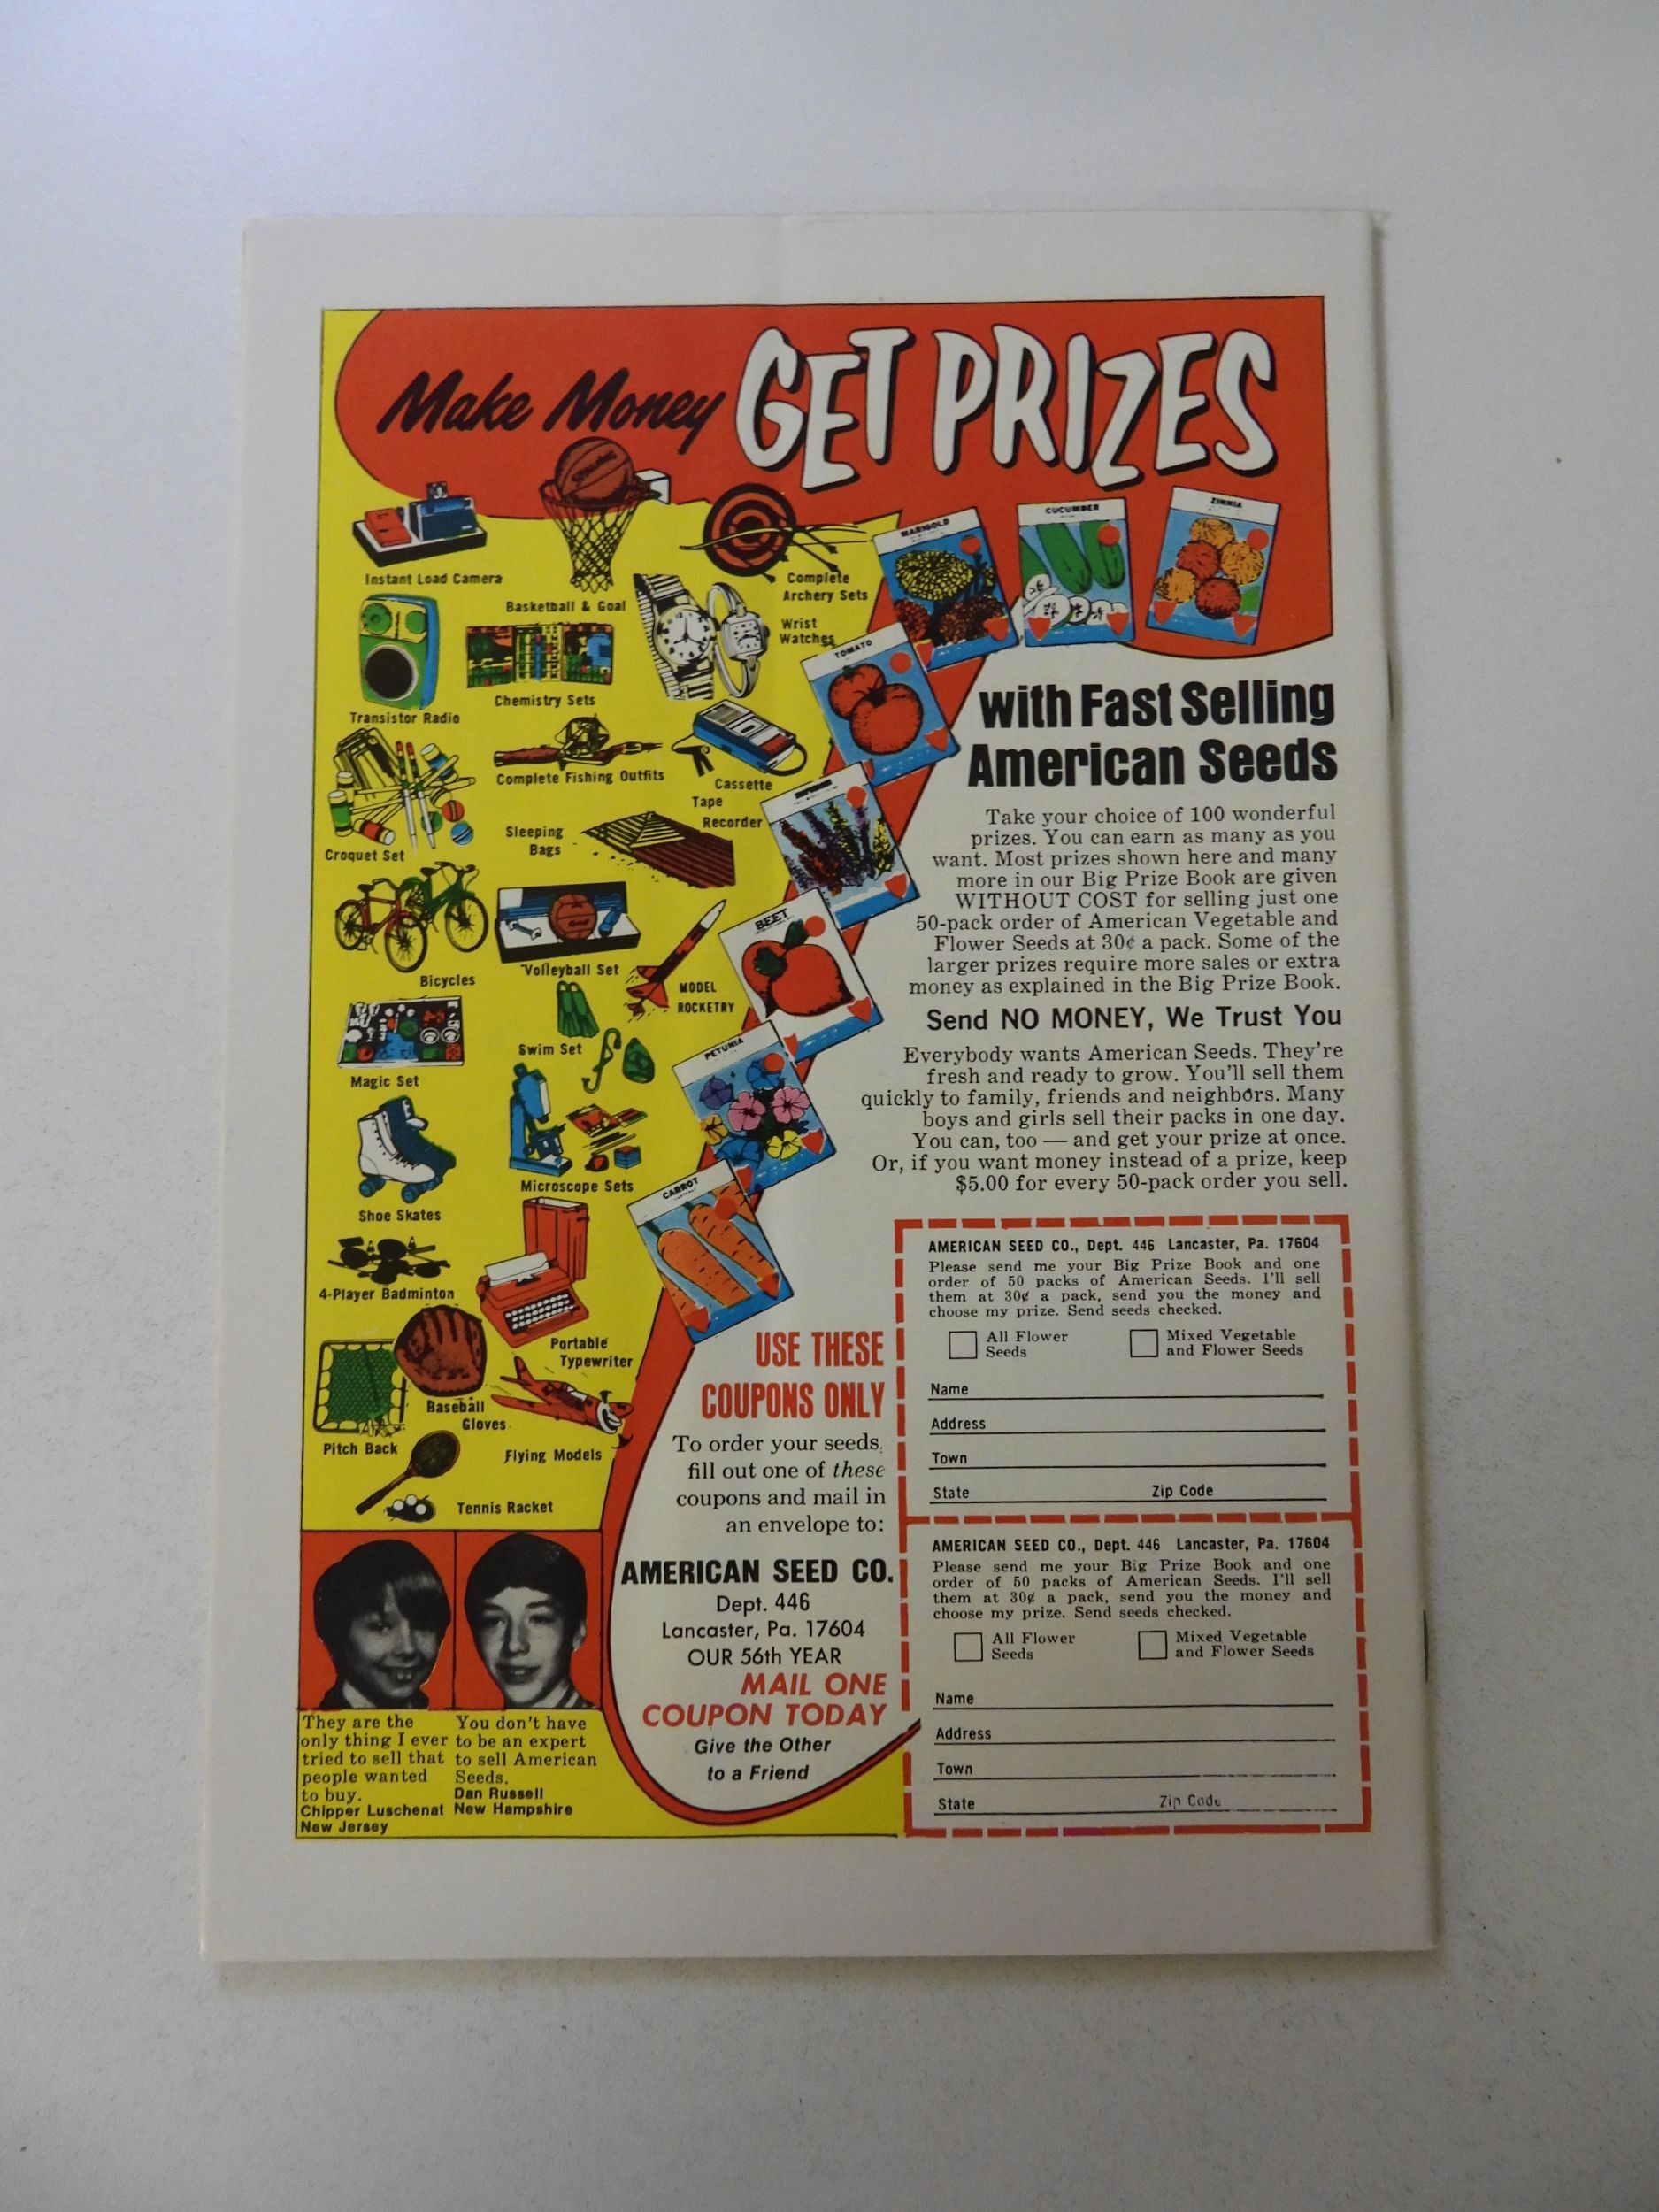 Make Money GET PRIZES
SPALDING
Instant Load Camera
Basketball & Goal
Complete
Archery Sets
Wrist
Watches
Transistor Radio
Chemistry Sets
Complete Fishing Outfits
Cassette
Tape
Recorder
Croquet Set
Sleeping
Bags
Bicycles
Volleyball Set
MODEL
ROCKETRY
Swim Set
Magic Set
Microscope Sets
Shoe Skates
4-Player Badminton
Portable
Typewriter
Baseball
Gloves
Pitch Back
Flying Models
Tennis Racket
MARIGOLD
CUCUMBER
ZINNIA
TOMATO
BEET
PETUNIA
CARROT
with Fast Selling
American Seeds
Take your choice of 100 wonderful
prizes. You can earn as many as you
want. Most prizes shown here and many
more in our Big Prize Book are given
WITHOUT COST for selling just one
50-pack order of American Vegetable and
Flower Seeds at 30¢ a pack. Some of the
larger prizes require more sales or extra
money as explained in the Big Prize Book.
Send NO MONEY, We Trust You
Everybody wants American Seeds. They're
fresh and ready to grow. You'll sell them
quickly to family, friends and neighbors. Many
boys and girls sell their packs in one day.
You can, too — and get your prize at once.
Or, if you want money instead of a prize, keep
$5.00 for every 50-pack order you sell.
USE THESE
COUPONS ONLY
To order your seeds,
fill out one of these
coupons and mail in
an envelope to:
AMERICAN SEED CO.
Dept. 446
Lancaster, Pa. 17604
OUR 56th YEAR
MAIL ONE
COUPON TODAY
Give the Other
to a Friend
They are the
only thing I ever
tried to sell that
people wanted
to buy.
Chipper Luschenat
New Jersey
You don't have
to be an expert
to sell American
Seeds.
Dan Russell
New Hampshire
AMERICAN SEED CO., Dept. 446 Lancaster, Pa. 17604
Please send me your Big Prize Book and one
order of 50 packs of American Seeds. I'll sell
them at 30¢ a pack, send you the money and
choose my prize. Send seeds checked.
All Flower
Seeds
Mixed Vegetable
and Flower Seeds
Name
Address
Town
State Zip Code
AMERICAN SEED CO., Dept. 446 Lancaster, Pa. 17604
Please send me your Big Prize Book and one
order of 50 packs of American Seeds. I'll sell
them at 30¢ a pack, send you the money and
choose my prize. Send seeds checked.
All Flower
Seeds
Mixed Vegetable
and Flower Seeds
Name
Address
Town
State Zip Code